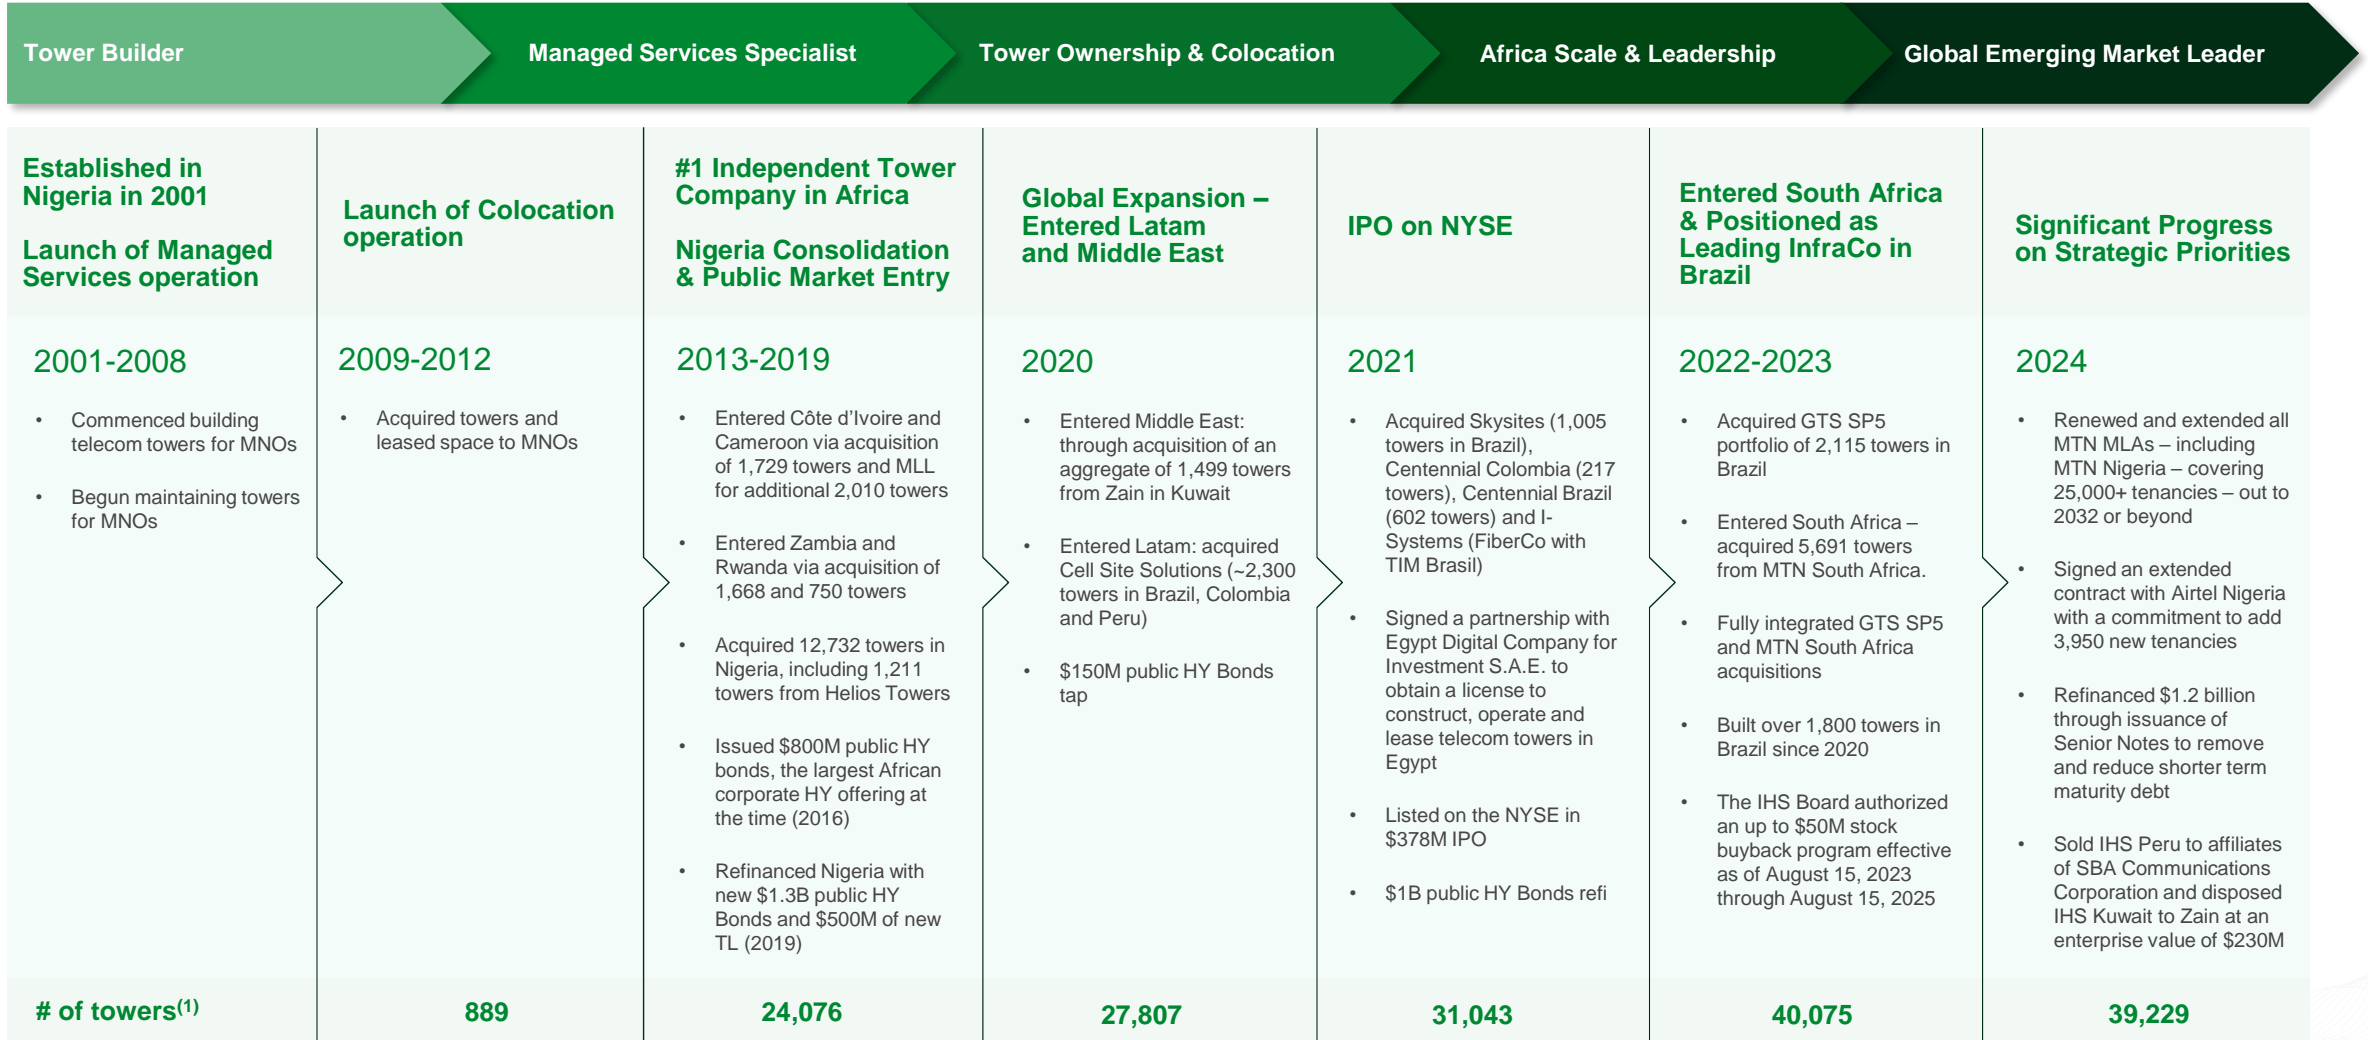 Tower Builder
Managed Services Specialist
Tower Ownership & Colocation
Africa Scale & Leadership
Global Emerging Market Leader
Established in
Nigeria in 2001
Launch of Managed
Services operation
2001-2008
• Commenced building
telecom towers for MNOs
• Begun maintaining towers
for MNOs
# of towers(1)
Launch of Colocation
operation
2009-2012
• Acquired towers and
leased space to MNOs
889
#1 Independent Tower
Company in Africa
Nigeria Consolidation
& Public Market Entry
2013-2019
• Entered Côte d’Ivoire and
Cameroon via acquisition
of 1,729 towers and MLL
for additional 2,010 towers
• Entered Zambia and
Rwanda via acquisition of
1,668 and 750 towers
• Acquired 12,732 towers in
Nigeria, including 1,211
towers from Helios Towers
• Issued $800M public HY
bonds, the largest African
corporate HY offering at
the time (2016)
• Refinanced Nigeria with
new $1.3B public HY
Bonds and $500M of new
TL (2019)
24,076
Global Expansion –
Entered Latam
and Middle East
2020
• Entered Middle East:
through acquisition of an
aggregate of 1,499 towers
from Zain in Kuwait
• Entered Latam: acquired
Cell Site Solutions (~2,300
towers in Brazil, Colombia
and Peru)
• $150M public HY Bonds
tap
27,807
IPO on NYSE
2021
• Acquired Skysites (1,005
towers in Brazil),
Centennial Colombia (217
towers), Centennial Brazil
(602 towers) and I-
Systems (FiberCo with
TIM Brasil)
• Signed a partnership with
Egypt Digital Company for
Investment S.A.E. to
obtain a license to
construct, operate and
lease telecom towers in
Egypt
• Listed on the NYSE in
$378M IPO
• $1B public HY Bonds refi
31,043
Entered South Africa
& Positioned as
Leading InfraCo in
Brazil
2022-2023
• Acquired GTS SP5
portfolio of 2,115 towers in
Brazil
• Entered South Africa –
acquired 5,691 towers
from MTN South Africa.
• Fully integrated GTS SP5
and MTN South Africa
acquisitions
• Built over 1,800 towers in
Brazil since 2020
• The IHS Board authorized
an up to $50M stock
buyback program effective
as of August 15, 2023
through August 15, 2025
40,075
Significant Progress
on Strategic Priorities
2024
• Renewed and extended all
MTN MLAs – including
MTN Nigeria – covering
25,000+ tenancies – out to
2032 or beyond
• Signed an extended
contract with Airtel Nigeria
with a commitment to add
3,950 new tenancies
• Refinanced $1.2 billion
through issuance of
Senior Notes to remove
and reduce shorter term
maturity debt
• Sold IHS Peru to affiliates
of SBA Communications
Corporation and disposed
IHS Kuwait to Zain at an
enterprise value of $230M
39,229